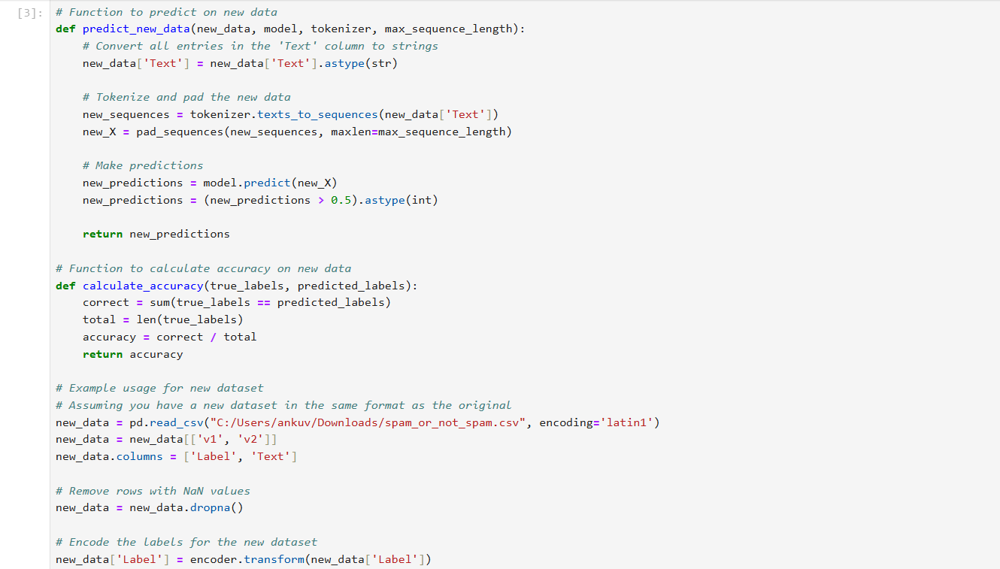 [3]:
# Function to predict on new data
def predict_new_data(new_data, model, tokenizer, max_sequence_length):
    # Convert all entries in the 'Text' column to strings
    new_data['Text'] = new_data['Text'].astype(str)

    # Tokenize and pad the new data
    new_sequences = tokenizer.texts_to_sequences(new_data['Text'])
    new_X = pad_sequences(new_sequences, maxlen=max_sequence_length)

    # Make predictions
    new_predictions = model.predict(new_X)
    new_predictions = (new_predictions > 0.5).astype(int)

    return new_predictions

# Function to calculate accuracy on new data
def calculate_accuracy(true_labels, predicted_labels):
    correct = sum(true_labels == predicted_labels)
    total = len(true_labels)
    accuracy = correct / total
    return accuracy

# Example usage for new dataset
# Assuming you have a new dataset in the same format as the original
new_data = pd.read_csv("C:/Users/ankuv/Downloads/spam_or_not_spam.csv", encoding='latin1')
new_data = new_data[['v1', 'v2']]
new_data.columns = ['Label', 'Text']

# Remove rows with NaN values
new_data = new_data.dropna()

# Encode the labels for the new dataset
new_data['Label'] = encoder.transform(new_data['Label'])